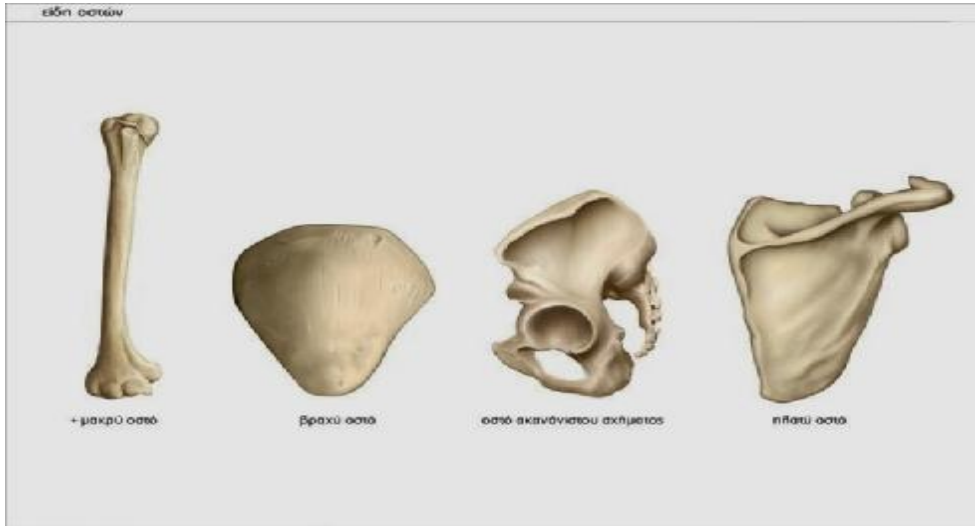 είδη οστών
+ μακρύ οστό
βραχύ οστό
οστό ακανόνιστου σχήματος
πλατύ οστό